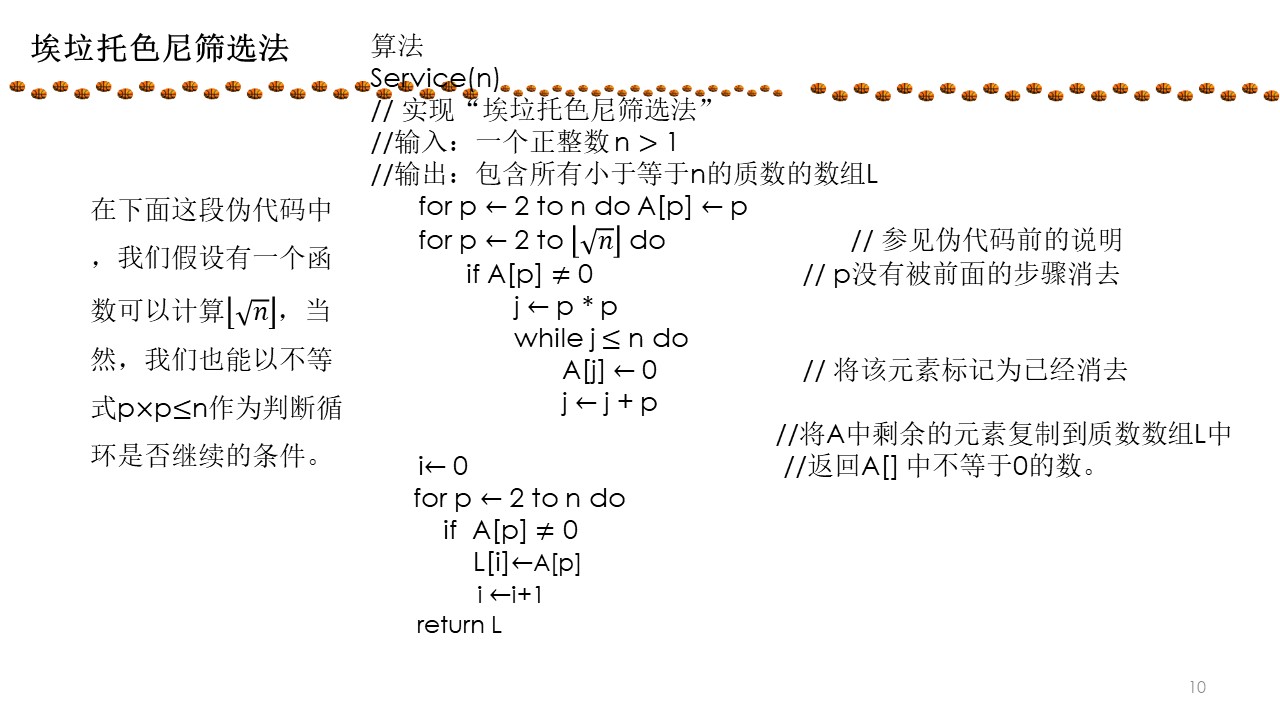 埃垃托色尼筛选法
算法
Service(n)
// 实现“埃垃托色尼筛选法”
//输入：一个正整数 n > 1
//输出：包含所有小于等于n的质数的数组L
在下面这段伪代码中
，我们假设有一个函
数可以计算⌊√n⌋，当
然，我们也能以不等
式p×p≤n作为判断循
环是否继续的条件。
for p ← 2 to n do A[p] ← p
for p ← 2 to ⌊√n⌋ do // 参见伪代码前的说明
if A[p] ≠ 0 // p没有被前面的步骤消去
j ← p * p
while j ≤ n do
A[j] ← 0 // 将该元素标记为已经消去
j ← j + p
//将A中剩余的元素复制到质数数组L中
i← 0 //返回A[] 中不等于0的数。
for p ← 2 to n do
if A[p] ≠ 0
L[i]←A[p]
i ←i+1
return L
10